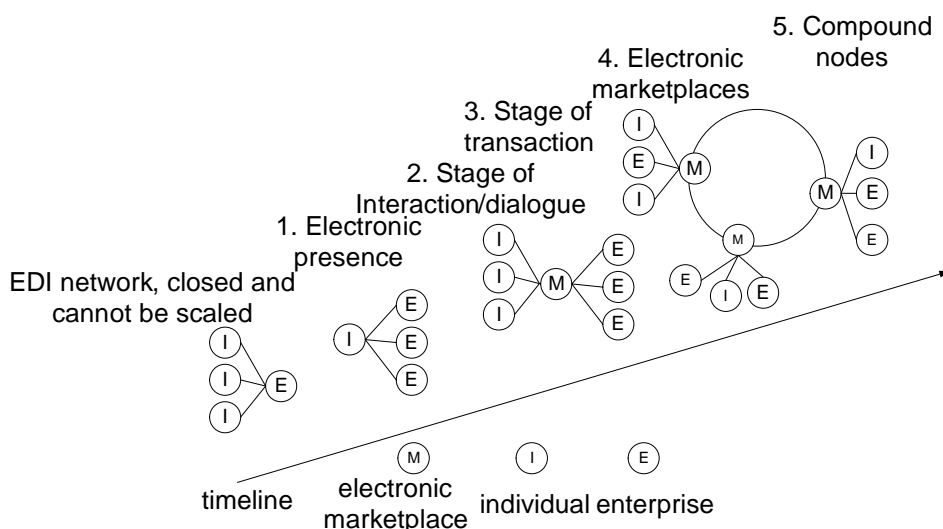 5. Compound
nodes
4. Electronic
marketplaces
3. Stage of
transaction
2. Stage of
Interaction/dialogue
1. Electronic
presence
EDI network, closed and
cannot be scaled
I
E
I
M
I
E
E
M
M
E
I
E
I
I
I
M
E
E
E
I
E
E
E
I
I
I
E
M
I
E
timeline
electronic
marketplace
individual enterprise